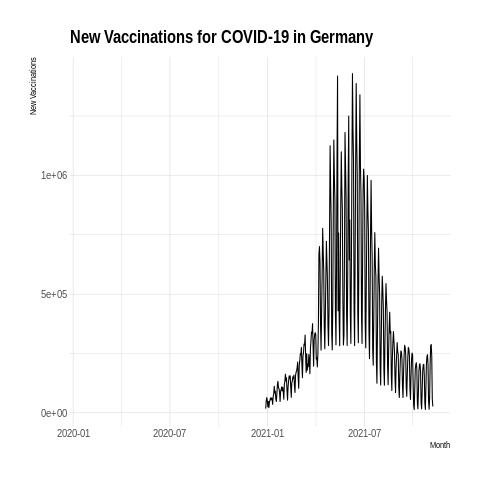 New Vaccinations for COVID-19 in Germany
New Vaccinations
1e+06
5e+05
0e+00
2020-01 2020-07 2021-01 2021-07
Month